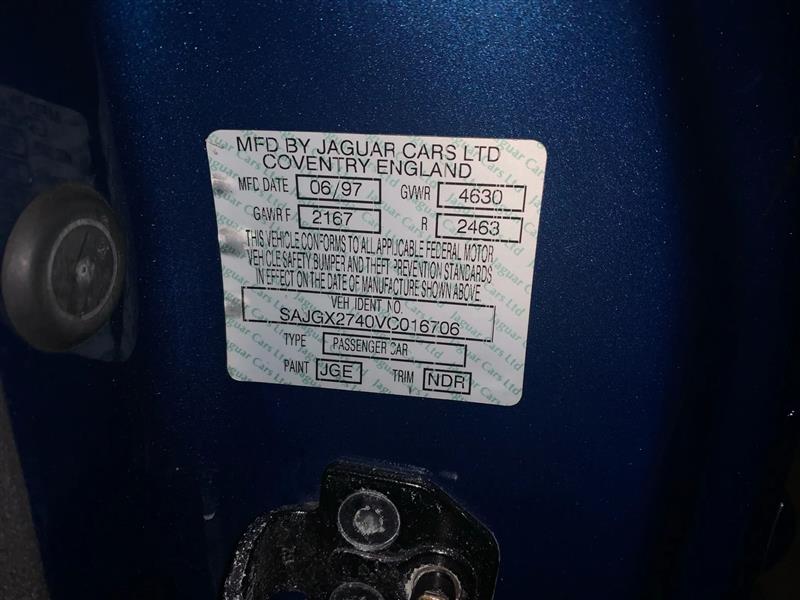 MFD BY JAGUAR CARS LTD
COVENTRY ENGLAND
MFC DATE 06/97 GVWR 4630
GAWR F 2167 R 2463
THIS VEHICLE CONFORMS TO ALL APPLICABLE FEDERAL MOTOR
VEHICLE SAFETY BUMPER AND THEFT PREVENTION STANDARDS
IN EFFECT ON THE DATE OF MANUFACTURE SHOWN ABOVE.
VEH IDENT NO.
SAJGX2740VC016706
TYPE PASSENGER CAR
PAINT JGE TRIM NDR